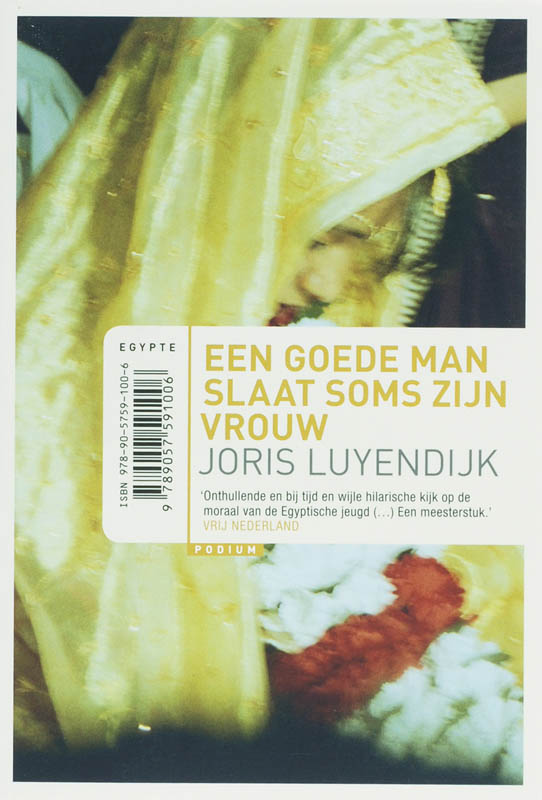 EGYPTE
ISBN 978-90-5759-100-6
9 789057 591006
EEN GOEDE MAN
SLAAT SOMS ZIJN
VROUW
JORIS LUYENDIJK
'Onthullende en bij tijd en wijle hilarische kijk op de
moraal van de Egyptische jeugd (...) Een meesterstuk.'
VRIJ NEDERLAND
PODIUM